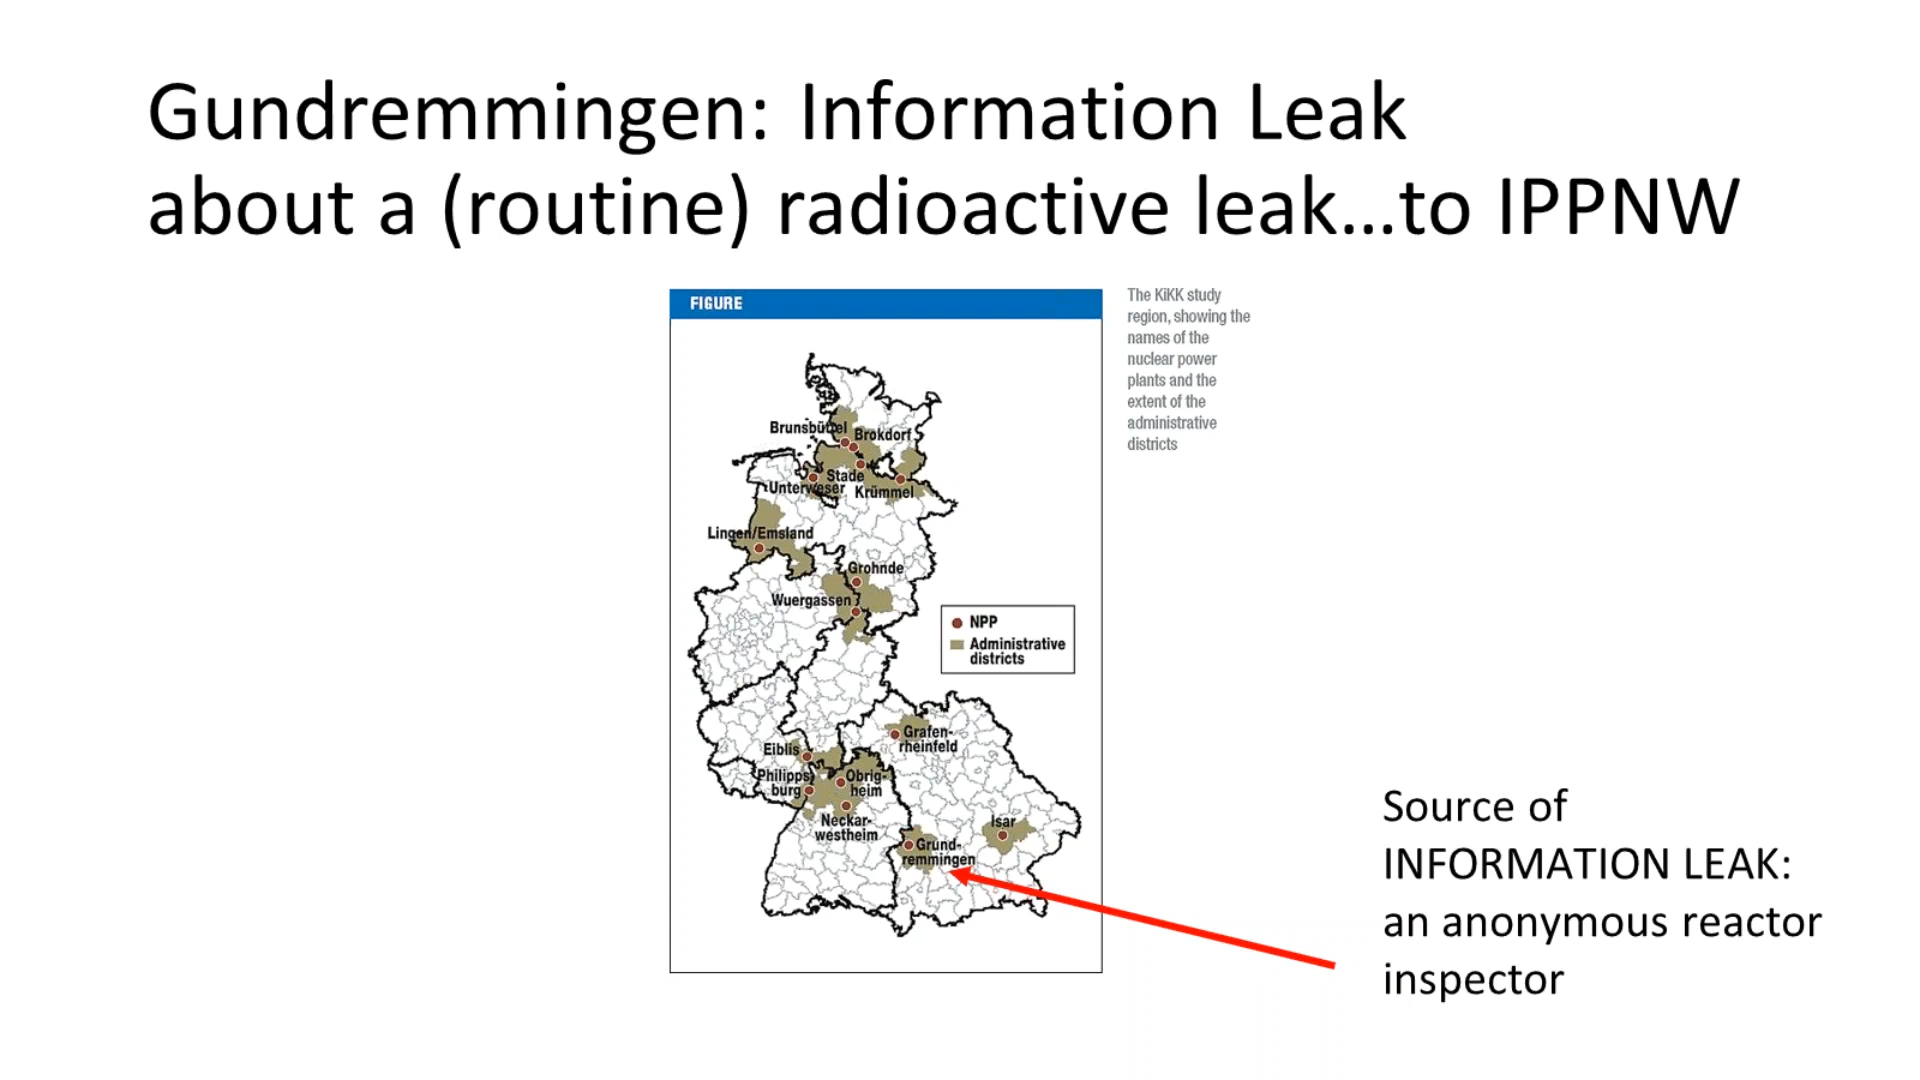 Gundremmingen: Information Leak
about a (routine) radioactive leak...to IPPNW
FIGURE
The KiKK study
region, showing the
names of the
nuclear power
plants and the
extent of the
administrative
districts
Brunsbüttel
Brokdorf
Stade
Unterweser
Krümmel
Lingen/Emsland
Grohnde
Wuergassen
NPP
Administrative
districts
Grafen-
rheinfeld
Eiblis
Philipps-
burg
Obrig-
heim
Neckar-
westheim
Isar
Grund-
remmingen
Source of
INFORMATION LEAK:
an anonymous reactor
inspector